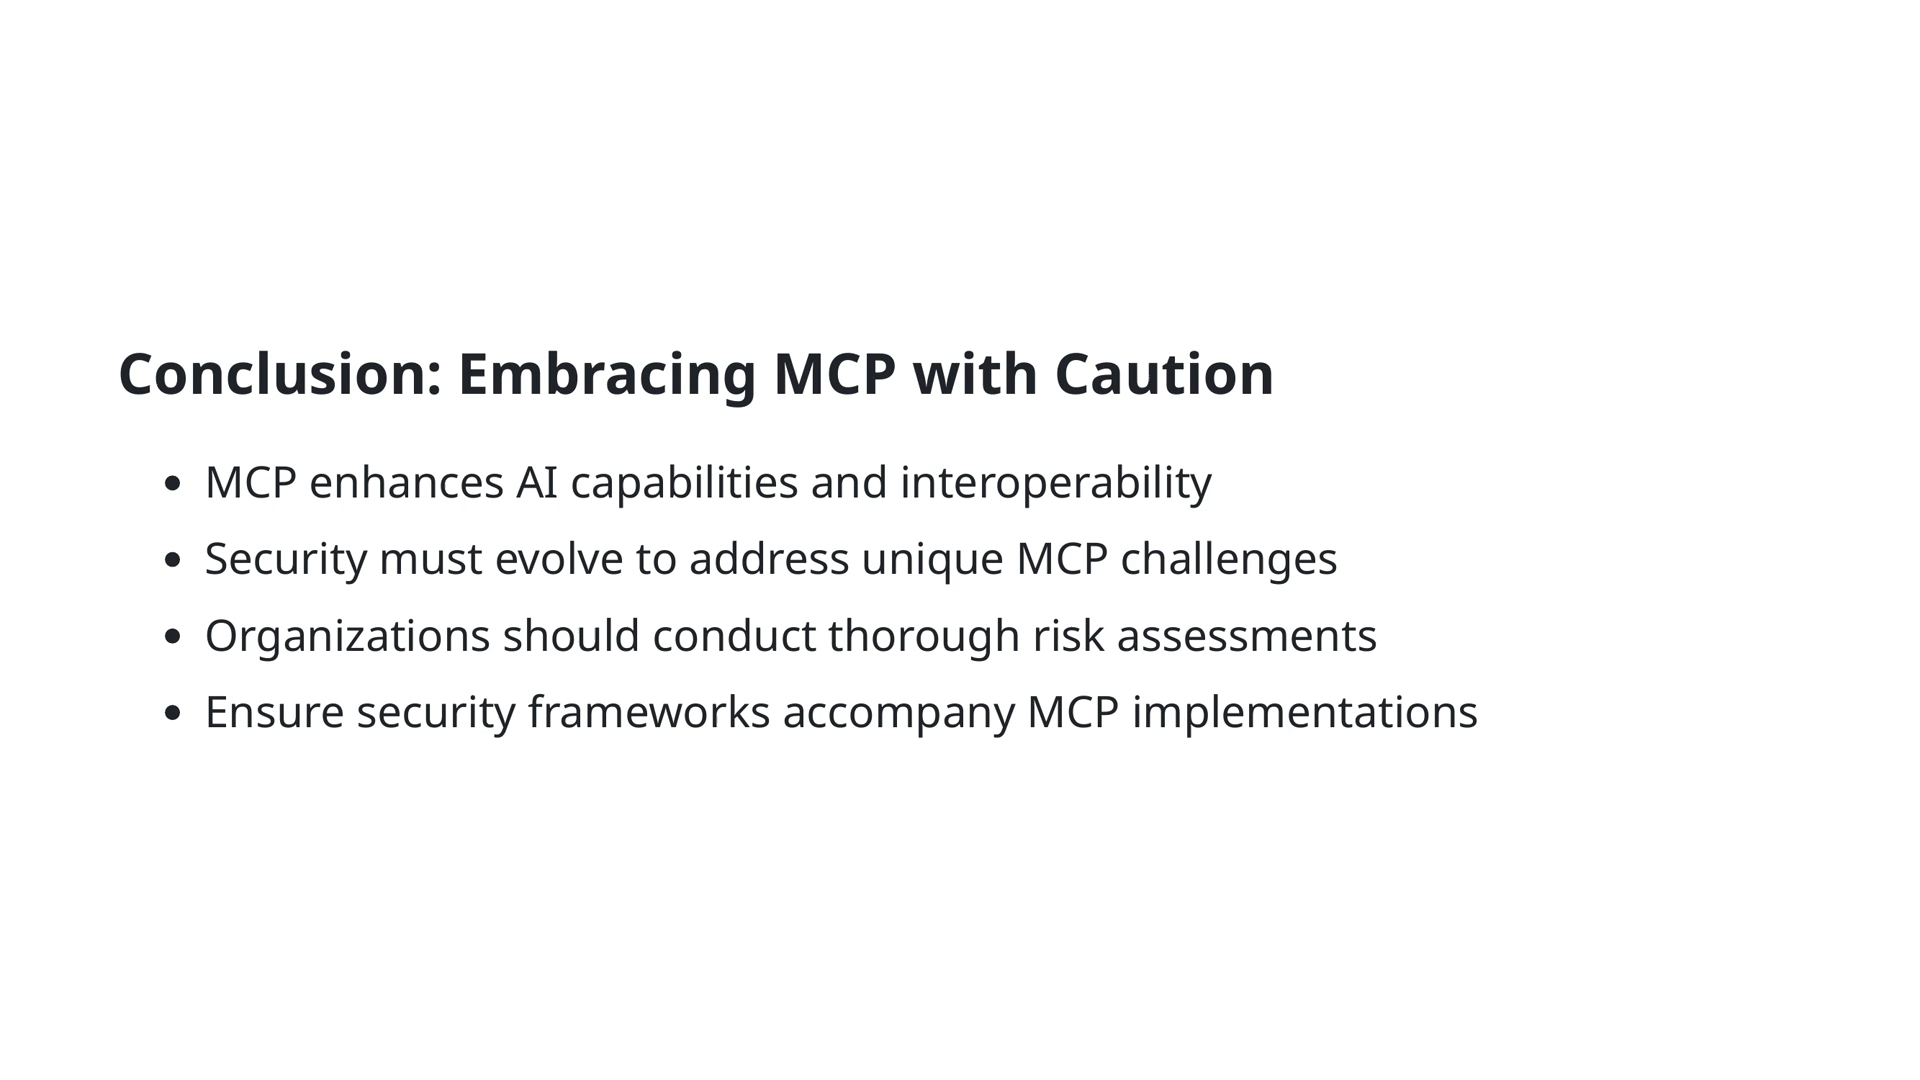 Conclusion: Embracing MCP with Caution
• MCP enhances AI capabilities and interoperability
• Security must evolve to address unique MCP challenges
• Organizations should conduct thorough risk assessments
• Ensure security frameworks accompany MCP implementations